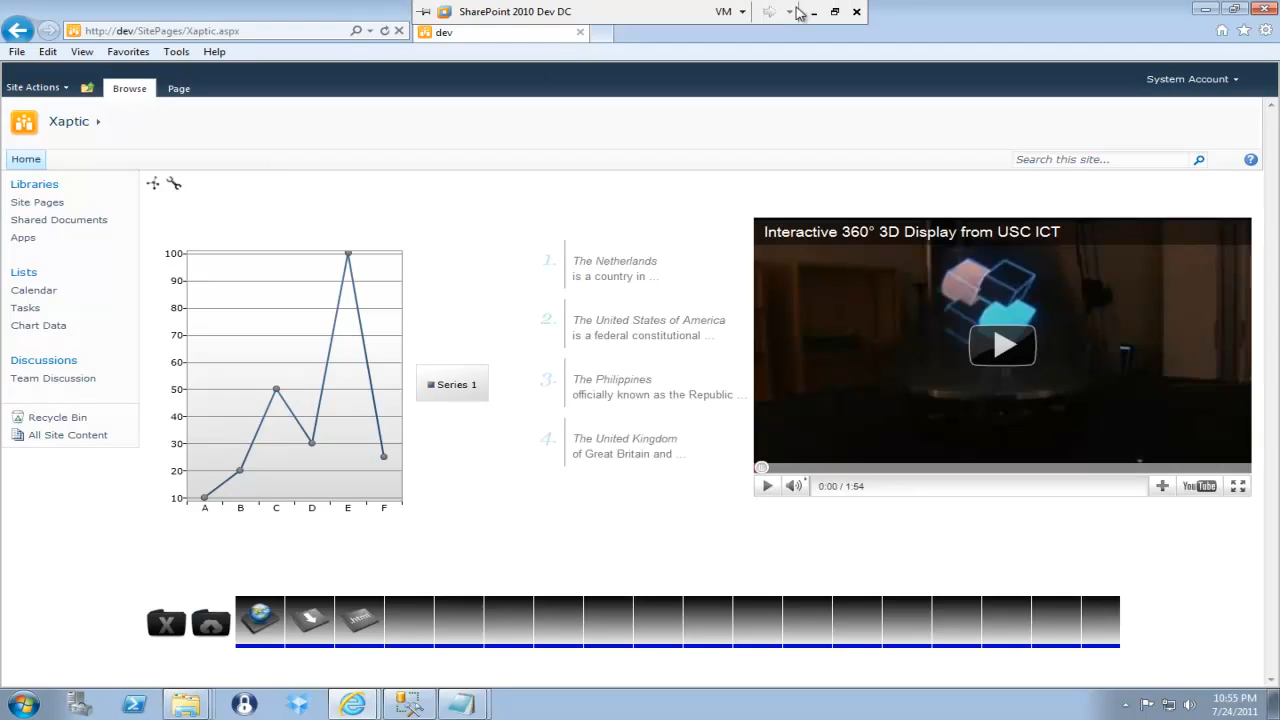 SharePoint 2010 Dev DC
VM
http://dev/SitePages/Xaptic.aspx
dev
File Edit View Favorites Tools Help
Site Actions
Browse
Page
System Account
Xaptic
Home
Search this site...
Libraries
Site Pages
Shared Documents
Apps
Lists
Calendar
Tasks
Chart Data
Discussions
Team Discussion
Recycle Bin
All Site Content
100
90
80
70
60
50
40
30
20
10
A B C D E F
Series 1
1. The Netherlands
is a country in ...
2. The United States of America
is a federal constitutional ...
3. The Philippines
officially known as the Republic ...
4. The United Kingdom
of Great Britain and ...
Interactive 360° 3D Display from USC ICT
0:00 / 1:54
YouTube
X
html
10:55 PM
7/24/2011